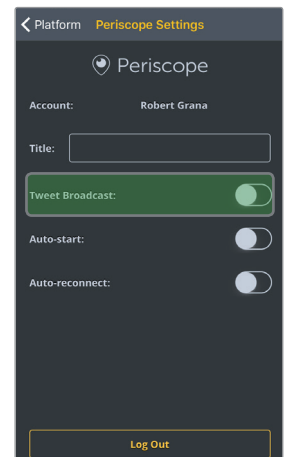 Platform Periscope Settings
Periscope
Account: Robert Grana
Title:
Tweet Broadcast:
Auto-start:
Auto-reconnect:
Log Out